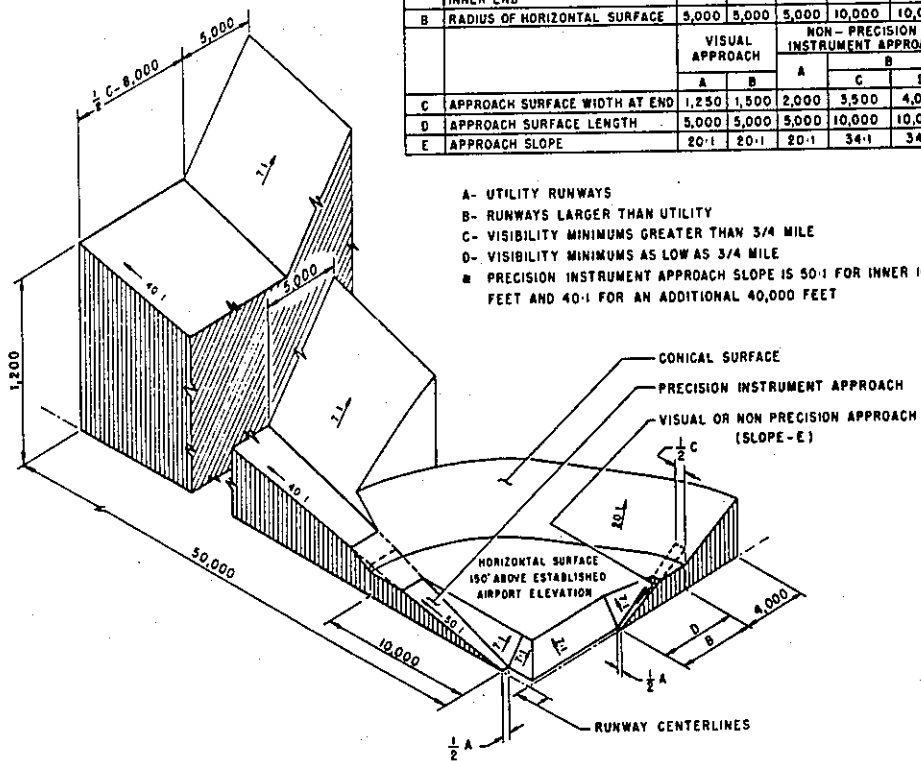 INNER END
B RADIUS OF HORIZONTAL SURFACE 5,000 5,000 5,000 10,000
VISUAL APPROACH
NON-PRECISION INSTRUMENT
A B A B
C
C APPROACH SURFACE WIDTH AT END 1,250 1,500 2,000 3,500
D APPROACH SURFACE LENGTH 5,000 5,000 5,000 10,000
E APPROACH SLOPE 20:1 20:1 20:1 34:1
A- UTILITY RUNWAYS
B- RUNWAYS LARGER THAN UTILITY
C- VISIBILITY MINIMUMS GREATER THAN 3/4 MILE
D- VISIBILITY MINIMUMS AS LOW AS 3/4 MILE
PRECISION INSTRUMENT APPROACH SLOPE IS 50:1 FOR INNER
FEET AND 40:1 FOR AN ADDITIONAL 40,000 FEET
5,000
1/2 C-8,000
7:1
40:1
5,000
1,200
7:1
40:1
CONICAL SURFACE
PRECISION INSTRUMENT APPROACH
VISUAL OR NON PRECISION APPROACH
(SLOPE-E)
1/2 C
20:1
HORIZONTAL SURFACE
150' ABOVE ESTABLISHED
AIRPORT ELEVATION
50:1
7:1
7:1
7:1
7:1
50,000
10,000
4,000
D
B
1/2 A
RUNWAY CENTERLINES
1/2 A